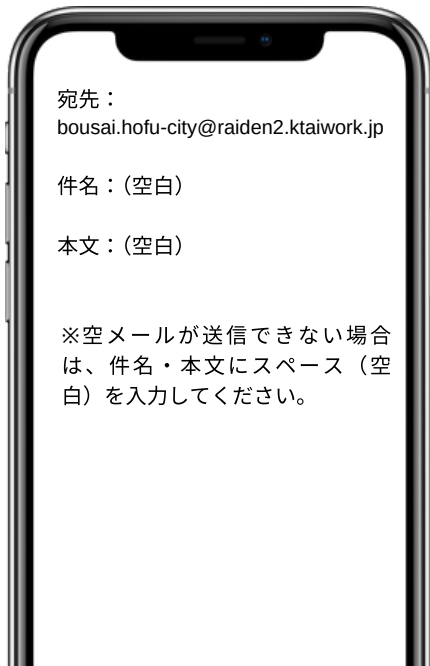 宛先：
bousai.hofu-city@raiden2.ktaiwork.jp
件名：（空白）
本文：（空白）
※空メールが送信できない場合
は、件名・本文にスペース（空
白）を入力してください。